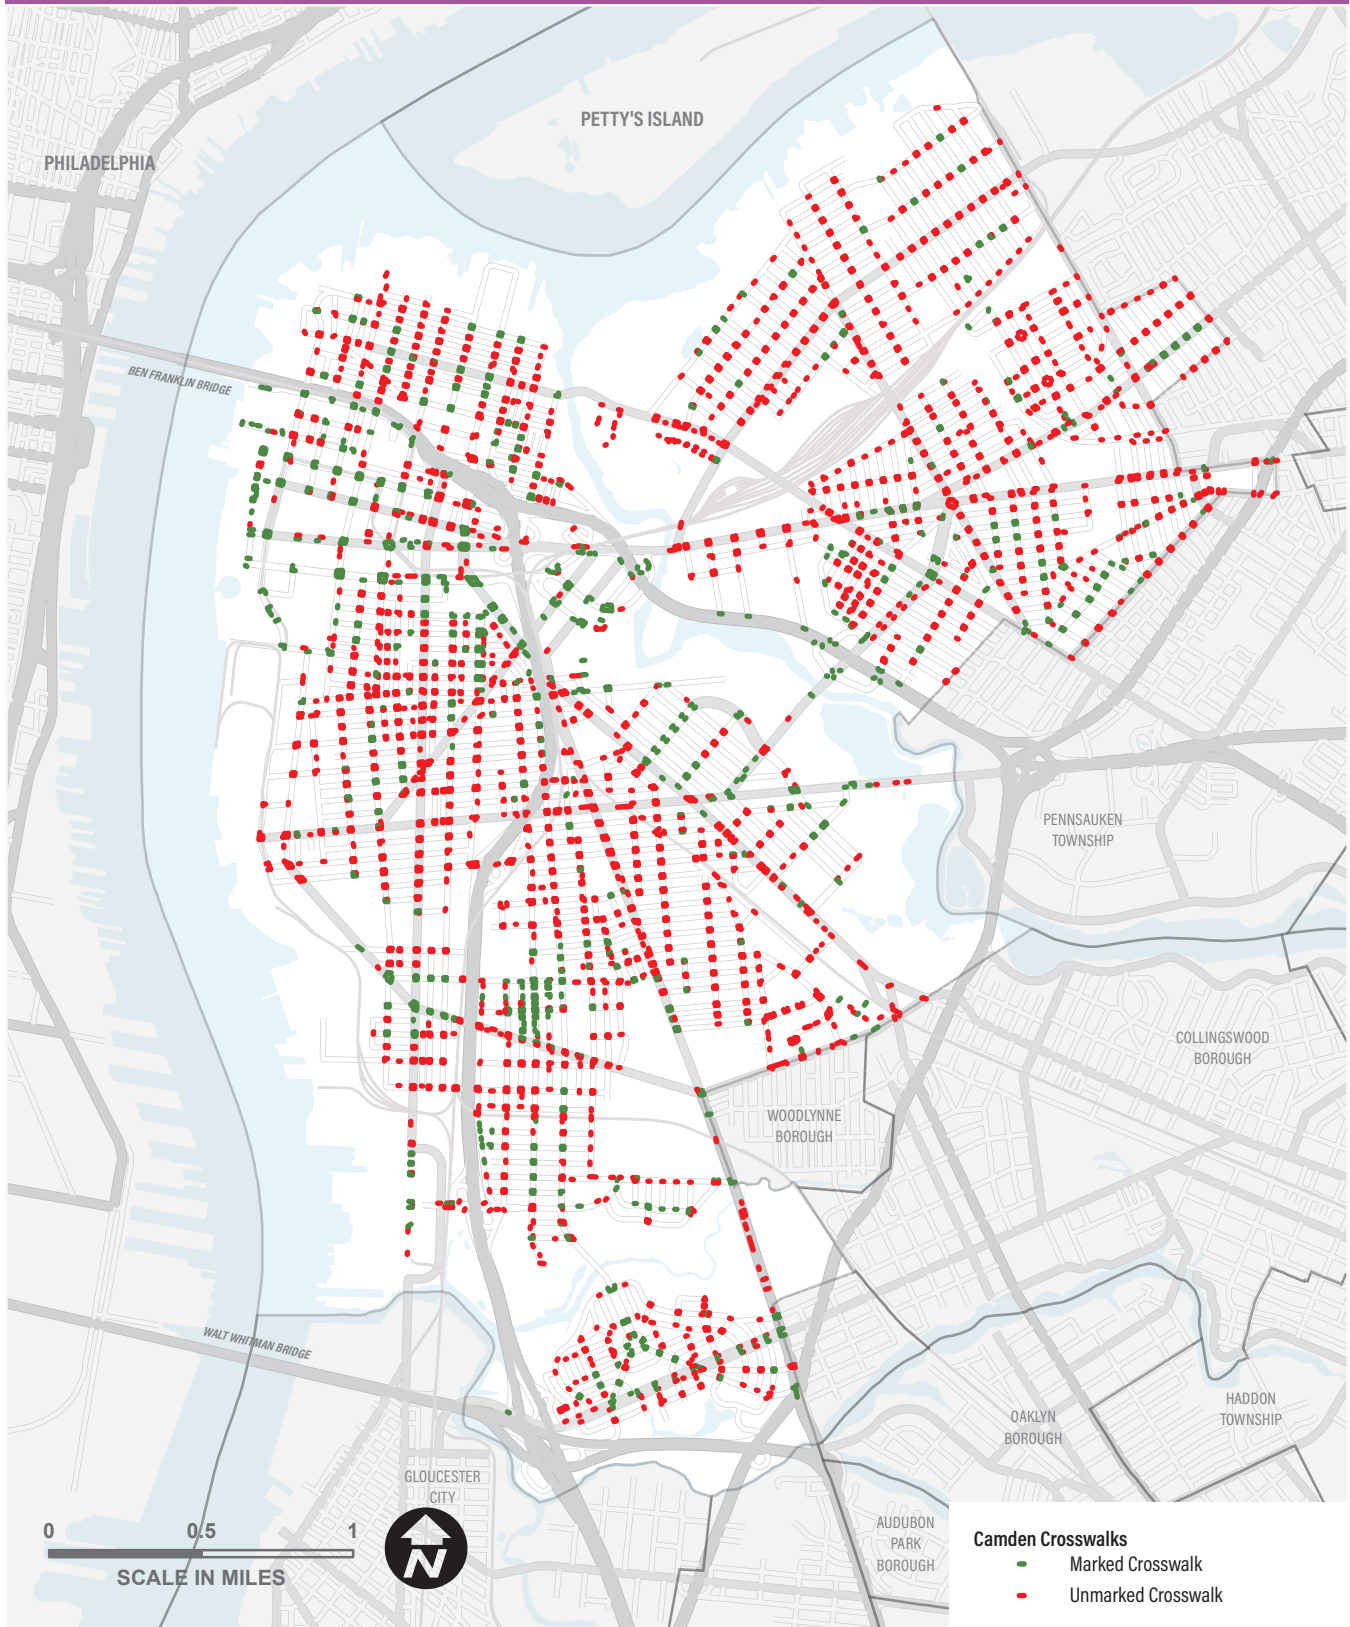 PETTY'S ISLAND
PHILADELPHIA
BEN FRANKLIN BRIDGE
PENNSAUKEN
TOWNSHIP
COLLINGSWOOD
BOROUGH
WOODLYNNE
BOROUGH
WALT WHITMAN BRIDGE
HADDON
TOWNSHIP
OAKLYN
BOROUGH
GLOUCESTER
CITY
AUDUBON
PARK
BOROUGH
0 0.5 1
SCALE IN MILES
N
Camden Crosswalks
Marked Crosswalk
Unmarked Crosswalk